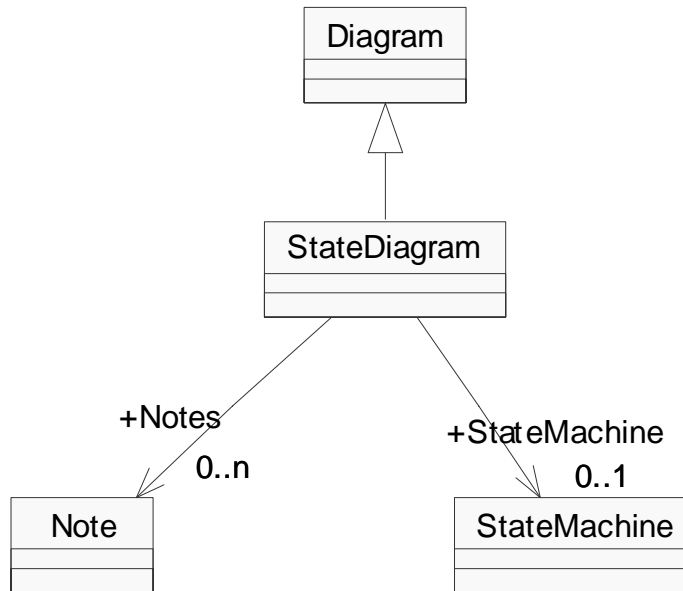 Diagram
StateDiagram
+Notes
0..n
+StateMachine
0..1
Note
StateMachine